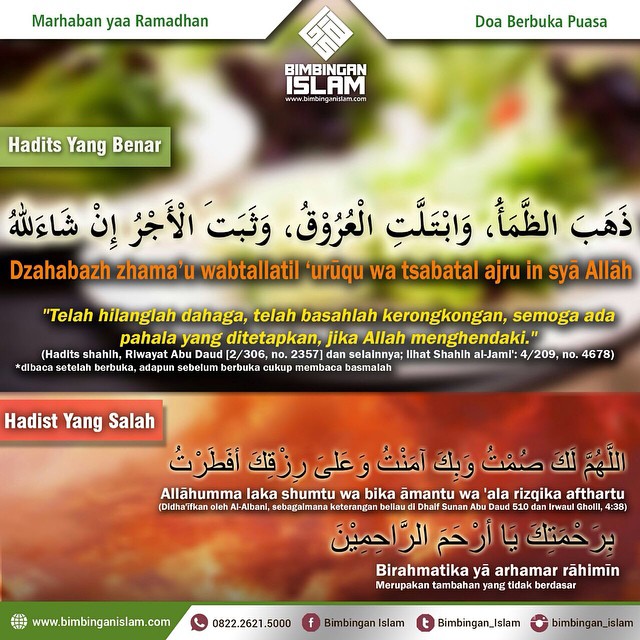 Marhaban yaa Ramadhan
Doa Berbuka Puasa
BIMBINGAN
ISLAM
www.bimbinganislam.com
Hadits Yang Benar
ذَهَبَ الظَّمَأُ، وَابْتَلَّتِ الْعُرُوْقُ، وَثَبَتَ الْأَجْرُ إِنْ شَاءَ اللهُ
Dzahabazh zhama’u wabtallatil ‘urūqu wa tsabatal ajru in syā Allāh
"Telah hilanglah dahaga, telah basahlah kerongkongan, semoga ada
pahala yang ditetapkan, jika Allah menghendaki."
(Hadits shahih, Riwayat Abu Daud [2/306, no. 2357] dan selainnya; lihat Shahih al-Jami': 4/209, no. 4678)
*dibaca setelah berbuka, adapun sebelum berbuka cukup membaca basmalah
Hadist Yang Salah
اللَّهُمَّ لَكَ صُمْتُ وَبِكَ آمَنْتُ وَعَلىَ رِزْقِكَ أَفْطَرْتُ
Allāhumma laka shumtu wa bika āmantu wa 'ala rizqika afthartu
(Didha'ifkan oleh Al-Albani, sebagaimana keterangan beliau di Dhaif Sunan Abu Daud 510 dan Irwaul Gholil, 4:38)
بِرَحْمَتِكَ يَا أَرْحَمَ الرَّاحِمِيْنَ
Birahmatika yā arhamar rāhimīn
Merupakan tambahan yang tidak berdasar
www.bimbinganislam.com
0822.2621.5000
Bimbingan Islam
Bimbingan_Islam
bimbingan_islam